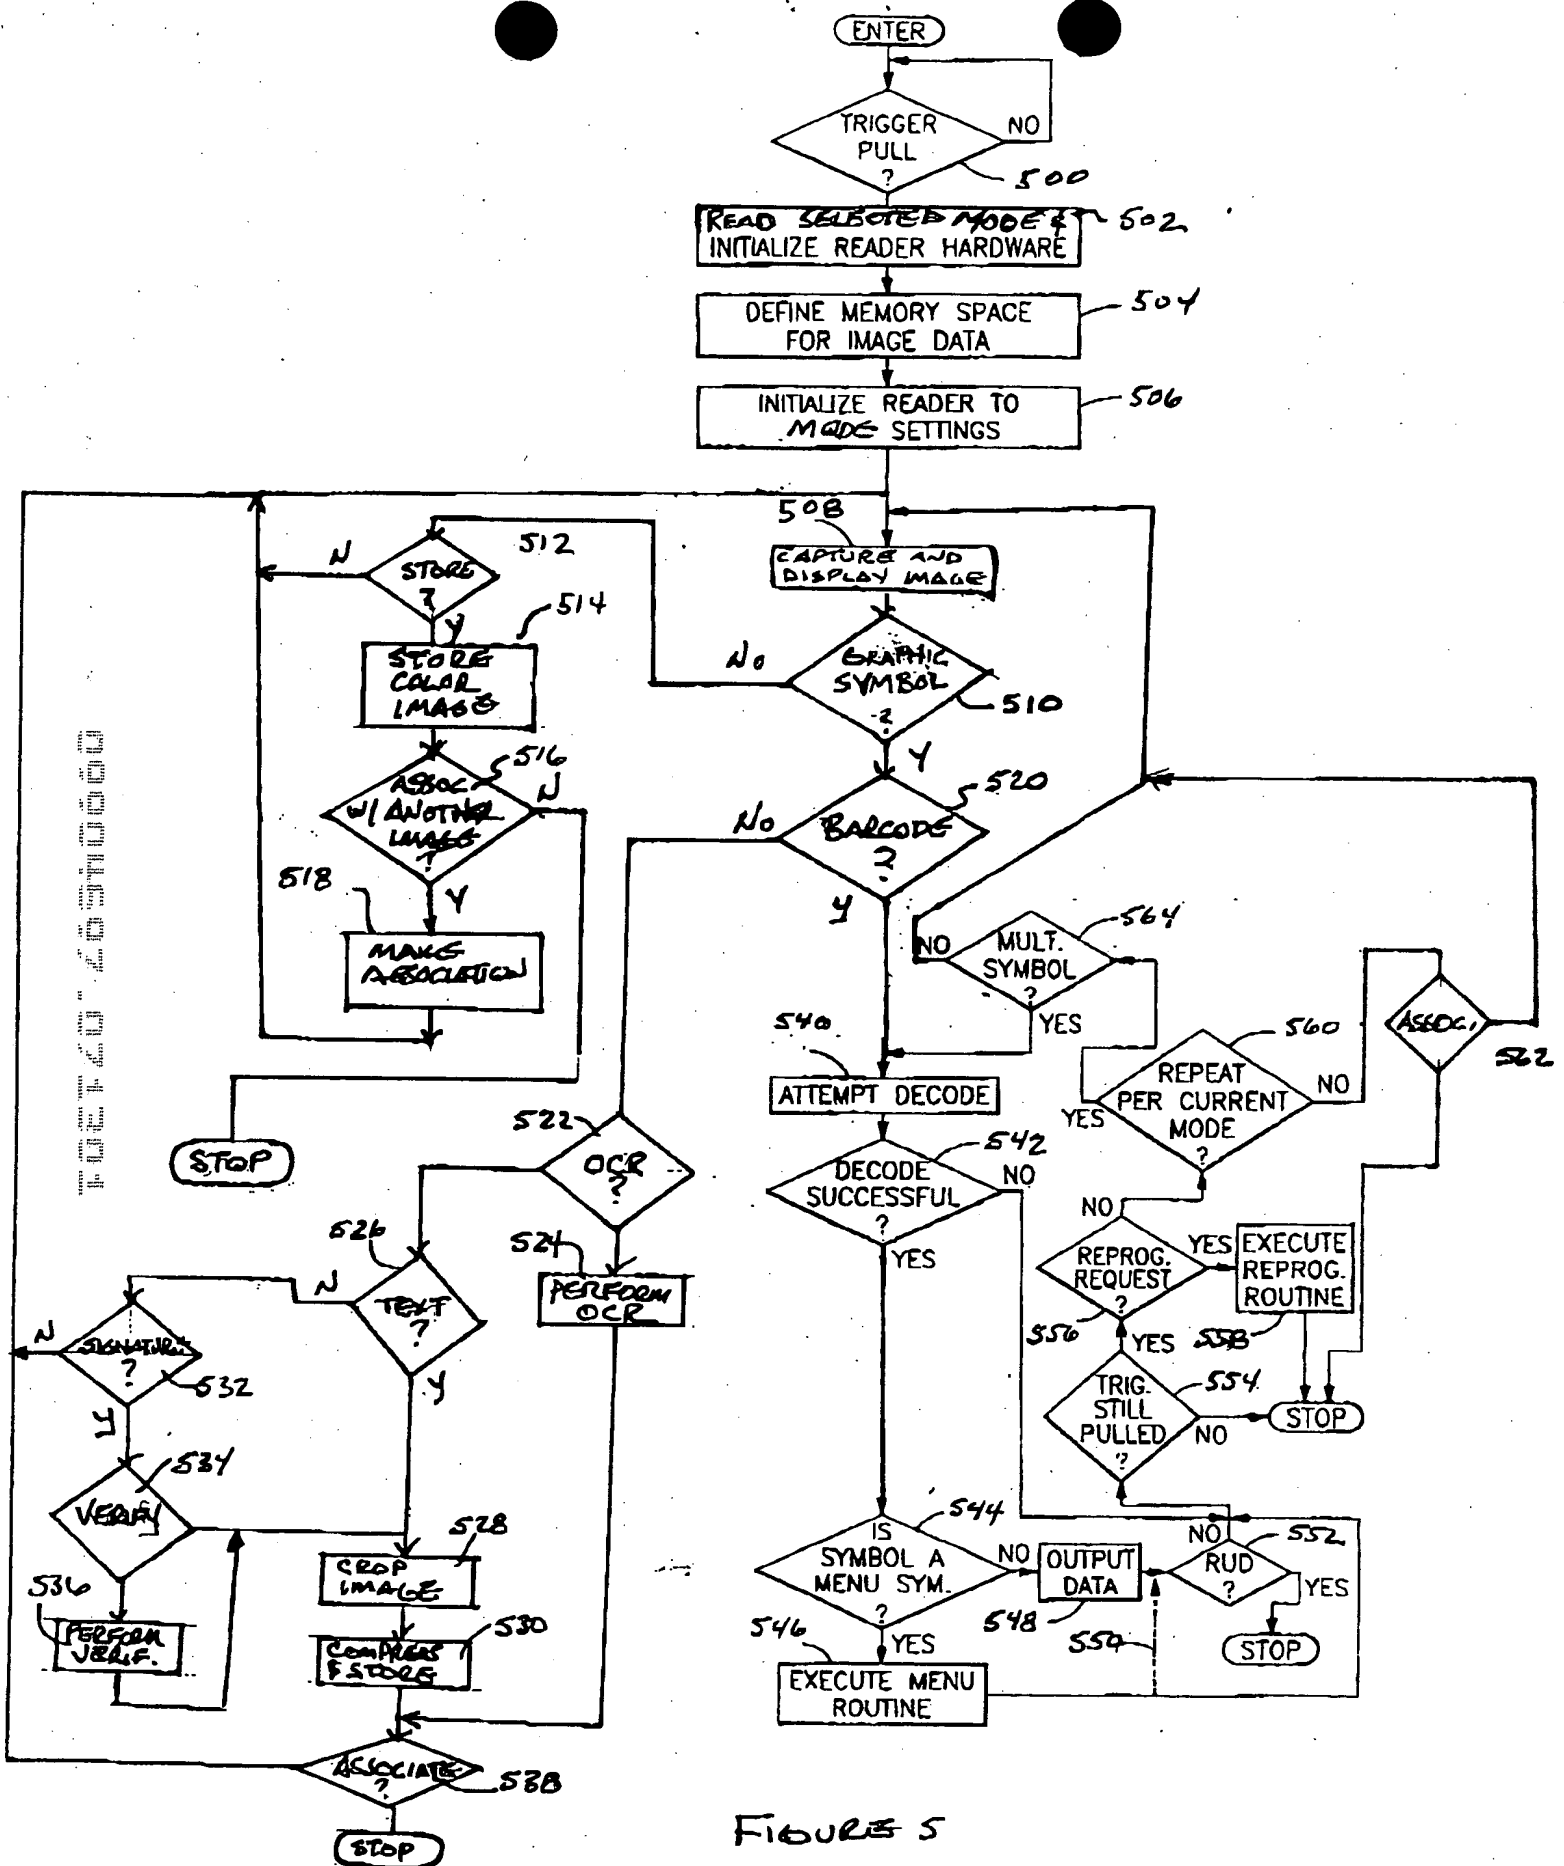 ENTER
TRIGGER
PULL
?
NO
500
READ SELECTED MODE &
INITIALIZE READER HARDWARE
502
DEFINE MEMORY SPACE
FOR IMAGE DATA
504
INITIALIZE READER TO
MODE SETTINGS
506
508
CAPTURE AND
DISPLAY IMAGE
GRAPHIC
SYMBOL
?
510
No
Y
N
STORE
?
512
Y
514
STORE
COLOR
IMAGE
516
ASSOC
W/ ANOTHER
IMAGE
?
N
Y
518
MAKE
ASSOCIATION
STOP
520
BARCODE
?
No
Y
NO
MULT.
SYMBOL
?
564
YES
540
ATTEMPT DECODE
560
REPEAT
PER CURRENT
MODE
?
YES
NO
ASSOC.
562
522
OCR
?
542
DECODE
SUCCESSFUL
?
NO
YES
524
PERFORM
OCR
526
TEXT
?
N
Y
NO
REPROG.
REQUEST
?
556
YES
EXECUTE
REPROG.
ROUTINE
558
YES
TRIG.
STILL
PULLED
?
554
NO
STOP
N
SIGNATURE
?
532
Y
534
VERIFY
536
PERFORM
VERIF.
528
CROP
IMAGE
530
COMPRESS
& STORE
544
IS
SYMBOL A
MENU SYM.
?
NO
OUTPUT
DATA
548
NO
552
RUD
?
YES
STOP
550
546
YES
EXECUTE MENU
ROUTINE
ASSOCIATE
?
538
STOP
FIGURE 5